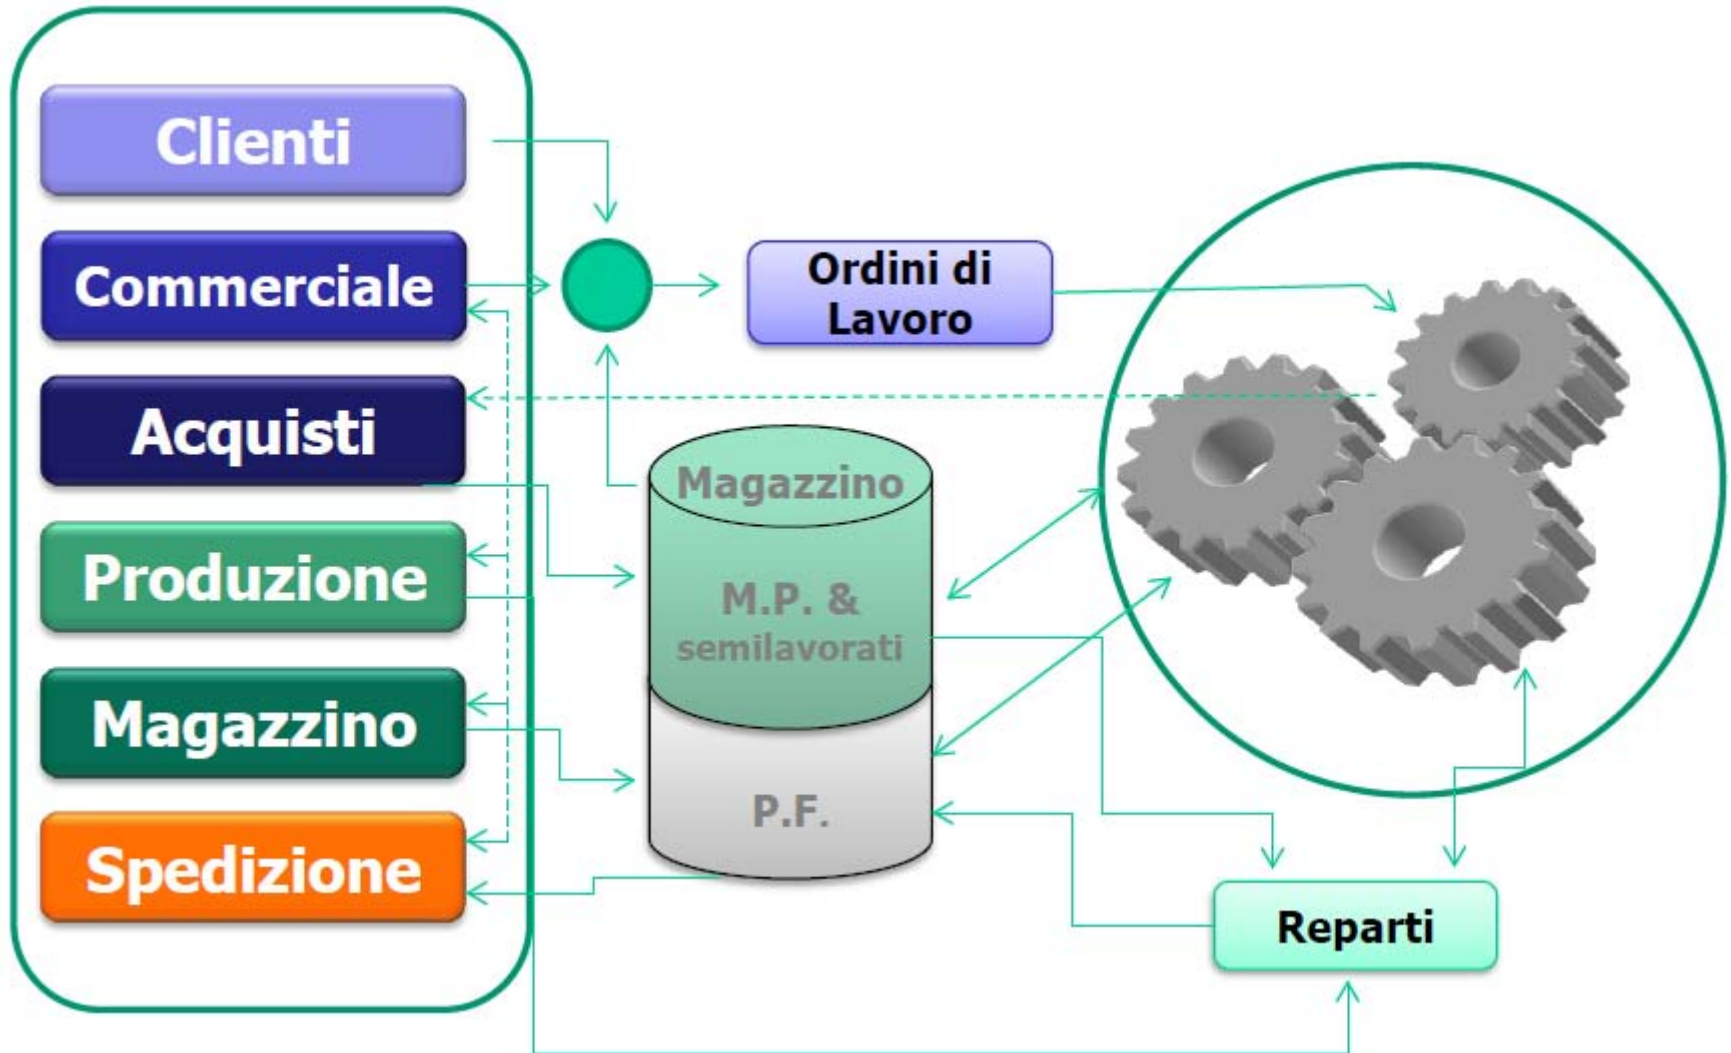 Clienti
Commerciale
Acquisti
Produzione
Magazzino
Spedizione
Ordini di
Lavoro
Magazzino
M.P. &
semilavorati
P.F.
Reparti